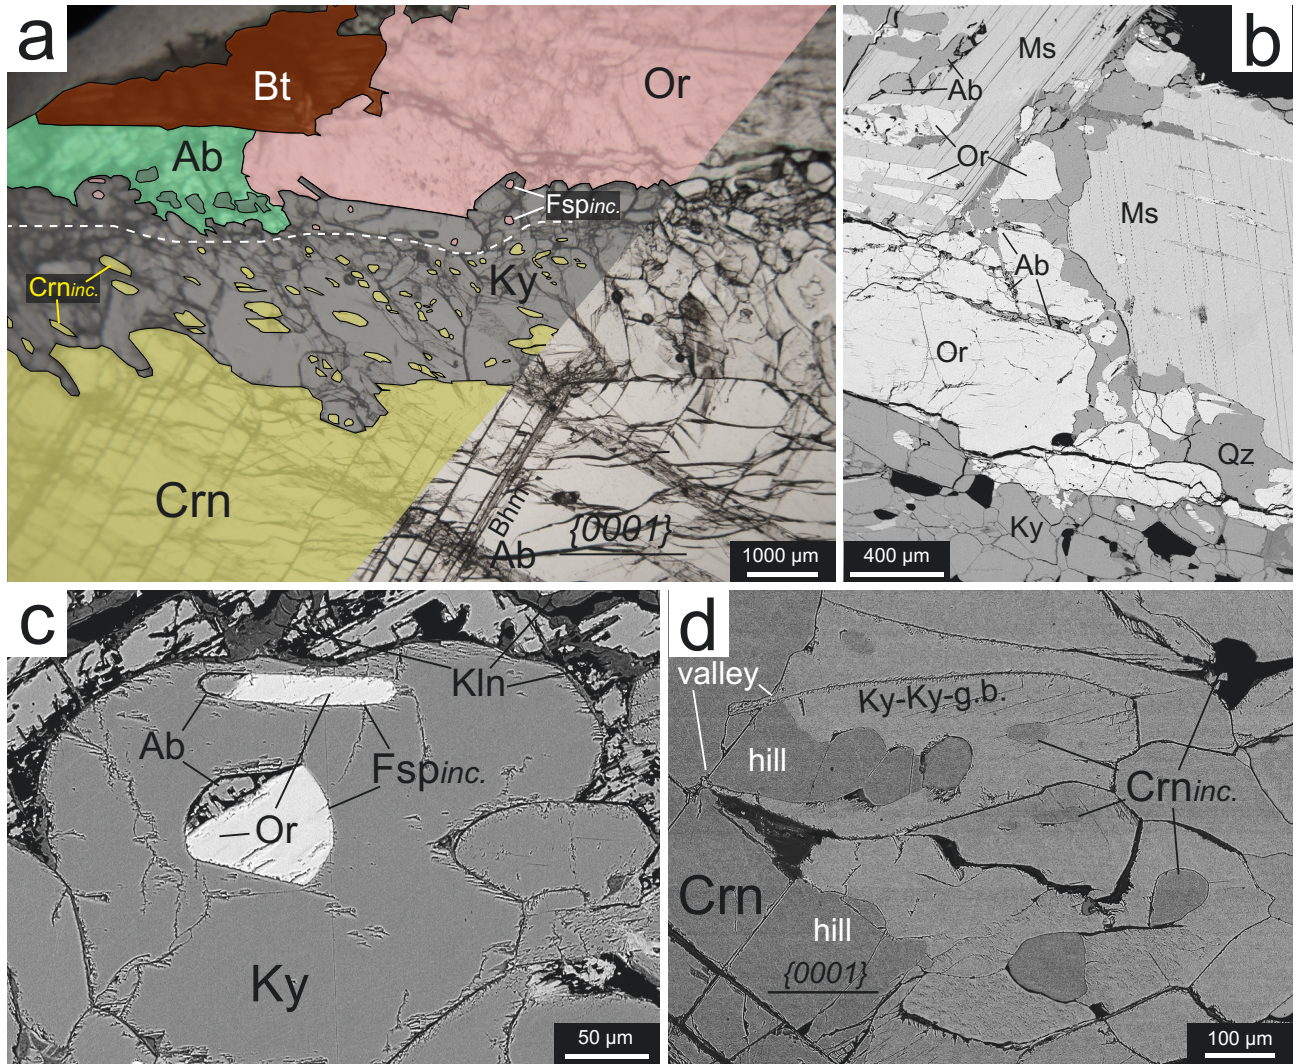 a
Bt
Or
Ab
Fspinc.
Crninc.
Ky
Crn
Bhm
Ab
{0001}
1000 µm
b
Ms
Ab
Or
Ms
Ab
Or
Qz
Ky
400 µm
c
Kln
Ab
Fspinc.
Or
Ky
50 µm
d
valley
Ky-Ky-g.b.
hill
Crninc.
Crn
hill
{0001}
100 µm